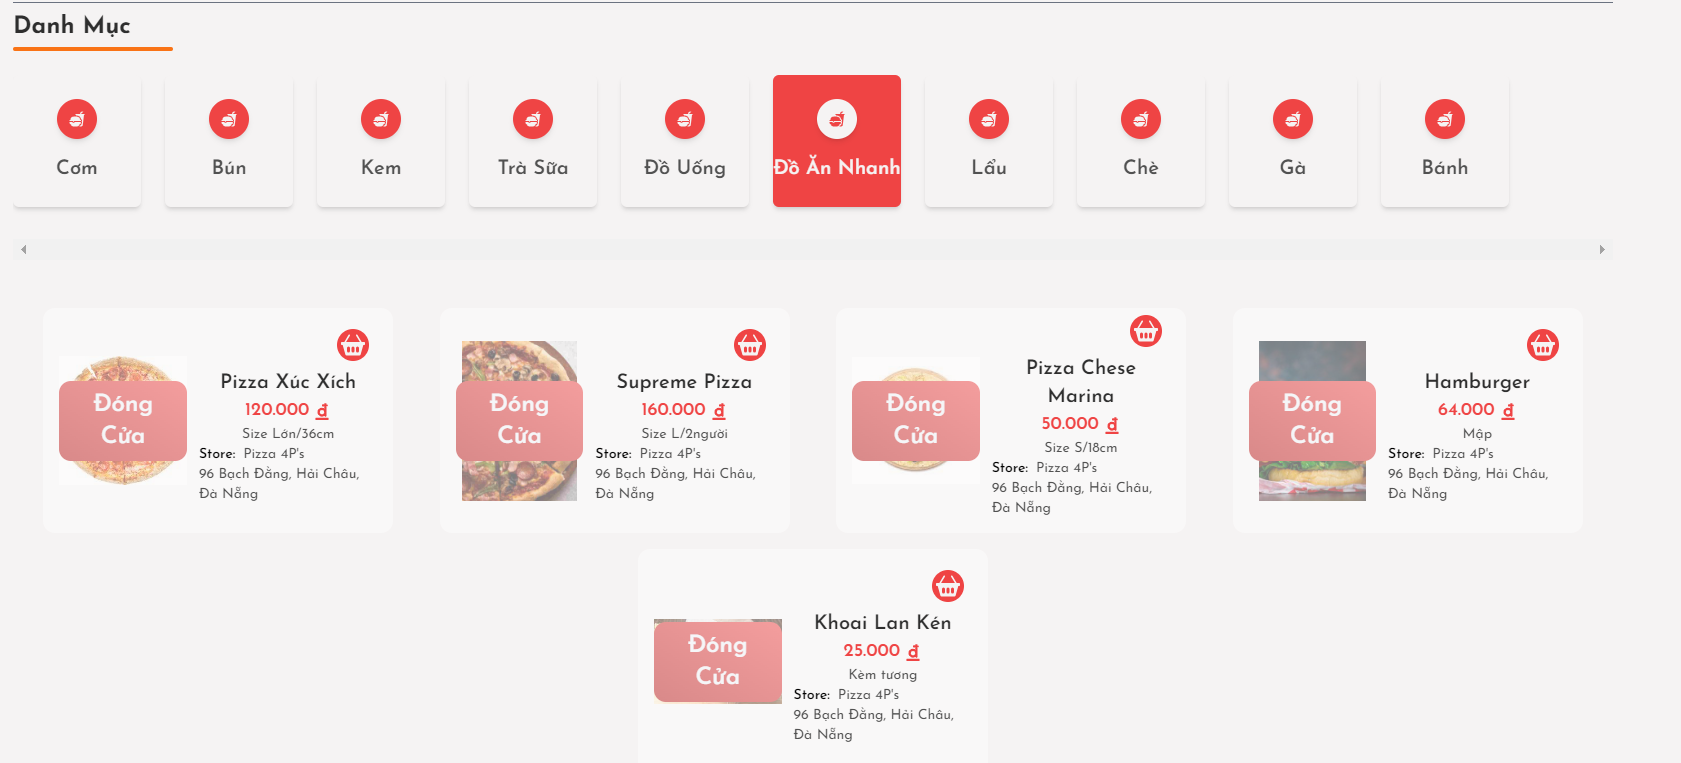 Danh Mục
Cơm
Bún
Kem
Trà Sữa
Đồ Uống
Đồ Ăn Nhanh
Lẩu
Chè
Gà
Bánh
Đóng
Cửa
Pizza Xúc Xích
120.000 đ
Size Lớn/36cm
Store: Pizza 4P's
96 Bạch Đằng, Hải Châu,
Đà Nẵng
Đóng
Cửa
Supreme Pizza
160.000 đ
Size L/2người
Store: Pizza 4P's
96 Bạch Đằng, Hải Châu,
Đà Nẵng
Đóng
Cửa
Pizza Chese
Marina
50.000 đ
Size S/18cm
Store: Pizza 4P's
96 Bạch Đằng, Hải Châu,
Đà Nẵng
Đóng
Cửa
Hamburger
64.000 đ
Mập
Store: Pizza 4P's
96 Bạch Đằng, Hải Châu,
Đà Nẵng
Đóng
Cửa
Khoai Lan Kén
25.000 đ
Kèm tương
Store: Pizza 4P's
96 Bạch Đằng, Hải Châu,
Đà Nẵng